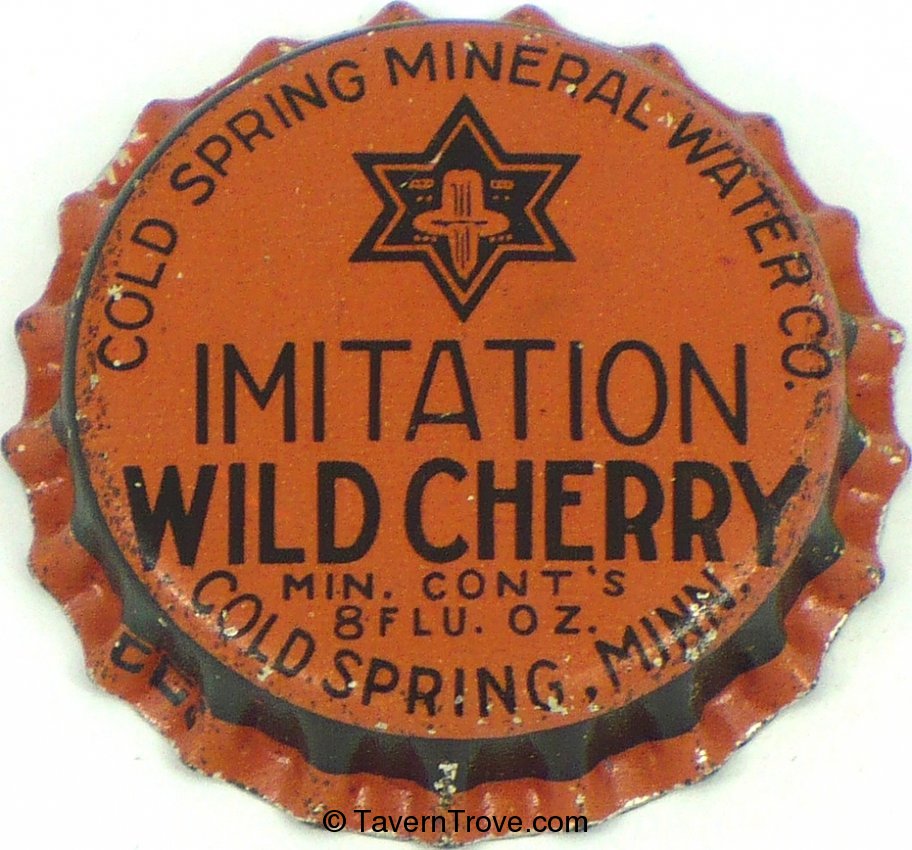 COLD SPRING MINERAL WATER CO.
IMITATION
WILD CHERRY
MIN. CONT'S
8 FLU. OZ.
COLD SPRING, MINN.
© TavernTrove.com